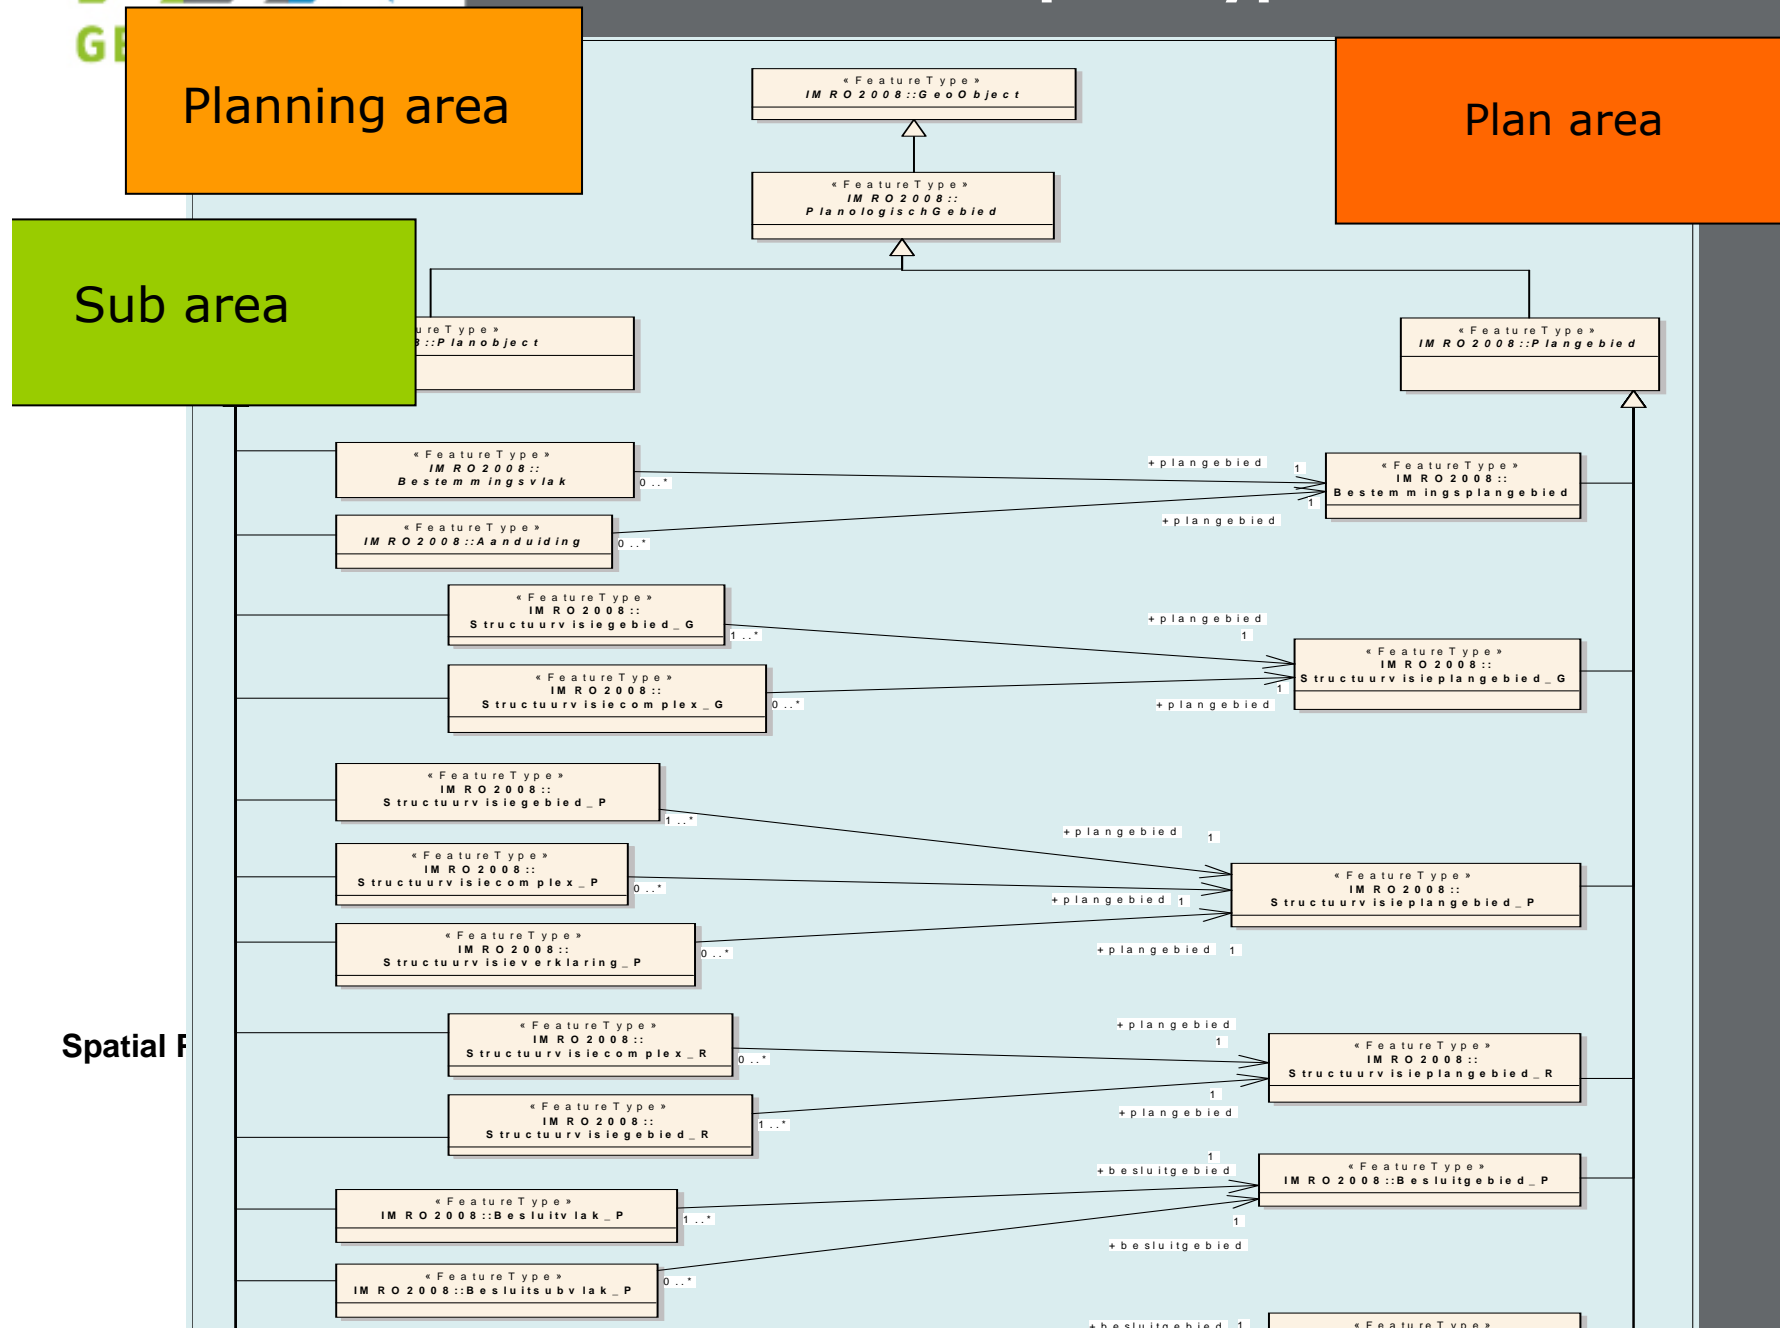 GE
Planning area
Plan area
Sub area
«FeatureType»
IMRO2008::GeoObject
«FeatureType»
IMRO2008::
PlanologischGebied
ureType»
::Planobject
«FeatureType»
IMRO2008::Plangebied
«FeatureType»
IMRO2008::
Bestemmingsvlak
0..*
+plangebied
1
«FeatureType»
IMRO2008::
Bestemmingsplangebied
«FeatureType»
IMRO2008::Aanduiding
0..*
1
+plangebied
«FeatureType»
IMRO2008::
Structuurvisiegebied_G
1..*
+plangebied
1
«FeatureType»
IMRO2008::
Structuurvisieplangebied_G
«FeatureType»
IMRO2008::
Structuurvisiecomplex_G
0..*
1
+plangebied
«FeatureType»
IMRO2008::
Structuurvisiegebied_P
1..*
+plangebied
1
«FeatureType»
IMRO2008::
Structuurvisiecomplex_P
0..*
+plangebied
1
«FeatureType»
IMRO2008::
Structuurvisieplangebied_P
«FeatureType»
IMRO2008::
Structuurvisieverklaring_P
0..*
+plangebied
1
Spatial
«FeatureType»
IMRO2008::
Structuurvisiecomplex_R
0..*
+plangebied
1
«FeatureType»
IMRO2008::
Structuurvisieplangebied_R
«FeatureType»
IMRO2008::
Structuurvisiegebied_R
1..*
1
+plangebied
«FeatureType»
IMRO2008::Besluitvlak_P
1..*
1
+besluitgebied
«FeatureType»
IMRO2008::Besluitgebied_P
«FeatureType»
IMRO2008::Besluitsubvlak_P
0..*
1
+besluitgebied
+besluitgebied
1
«FeatureType»